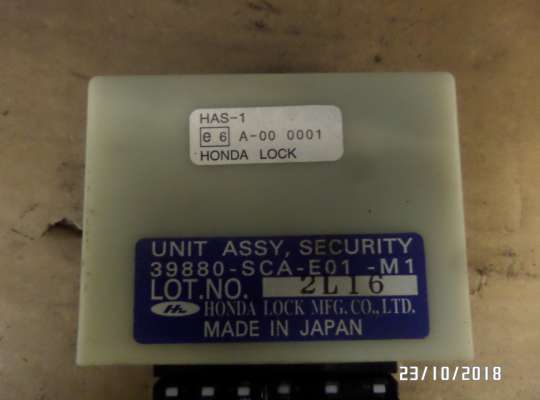 HAS-1
e 6 A-00 0001
HONDA LOCK
UNIT ASSY, SECURITY
39880-SCA-E01 -M1
LOT.NO. 2L16
HL HONDA LOCK MFG.CO.,LTD.
MADE IN JAPAN
23/10/2018